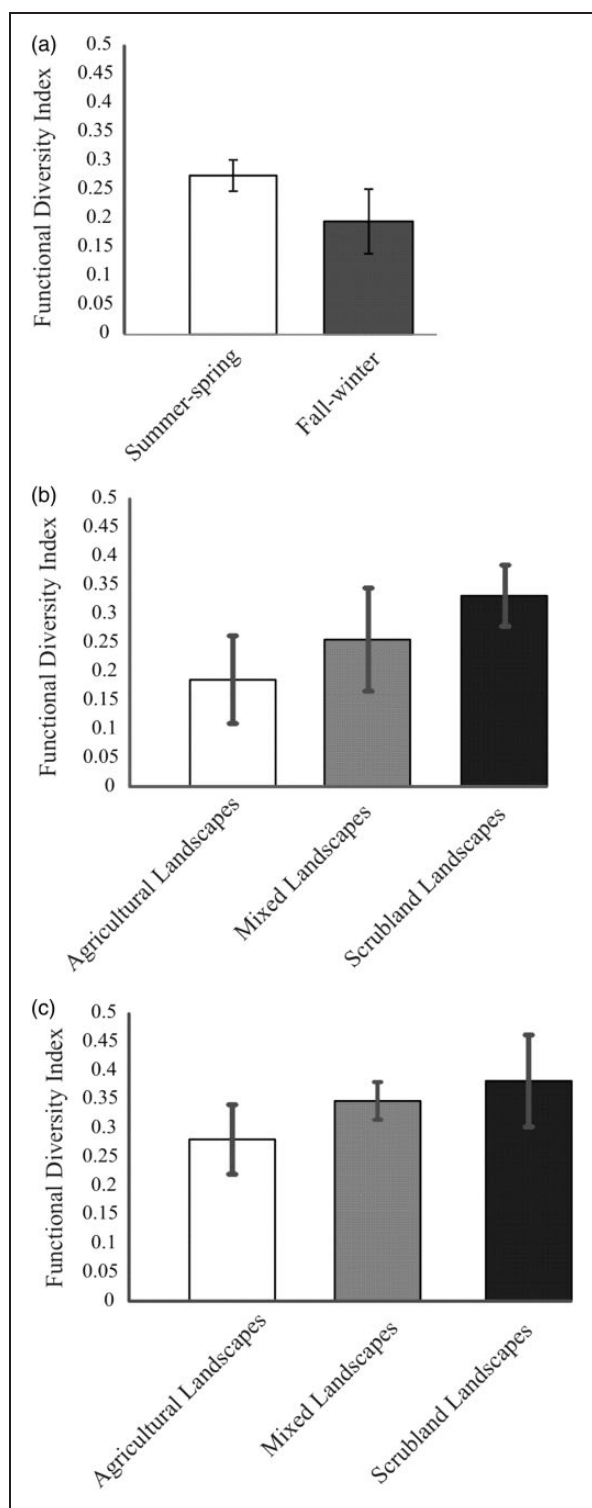 (a)
Functional Diversity Index
0.5
0.45
0.4
0.35
0.3
0.25
0.2
0.15
0.1
0.05
0
Summer-spring
Fall-winter
(b)
Functional Diversity Index
0.5
0.45
0.4
0.35
0.3
0.25
0.2
0.15
0.1
0.05
0
Agricultural Landscapes
Mixed Landscapes
Scrubland Landscapes
(c)
Functional Diversity Index
0.5
0.45
0.4
0.35
0.3
0.25
0.2
0.15
0.1
0.05
0
Agricultural Landscapes
Mixed Landscapes
Scrubland Landscapes